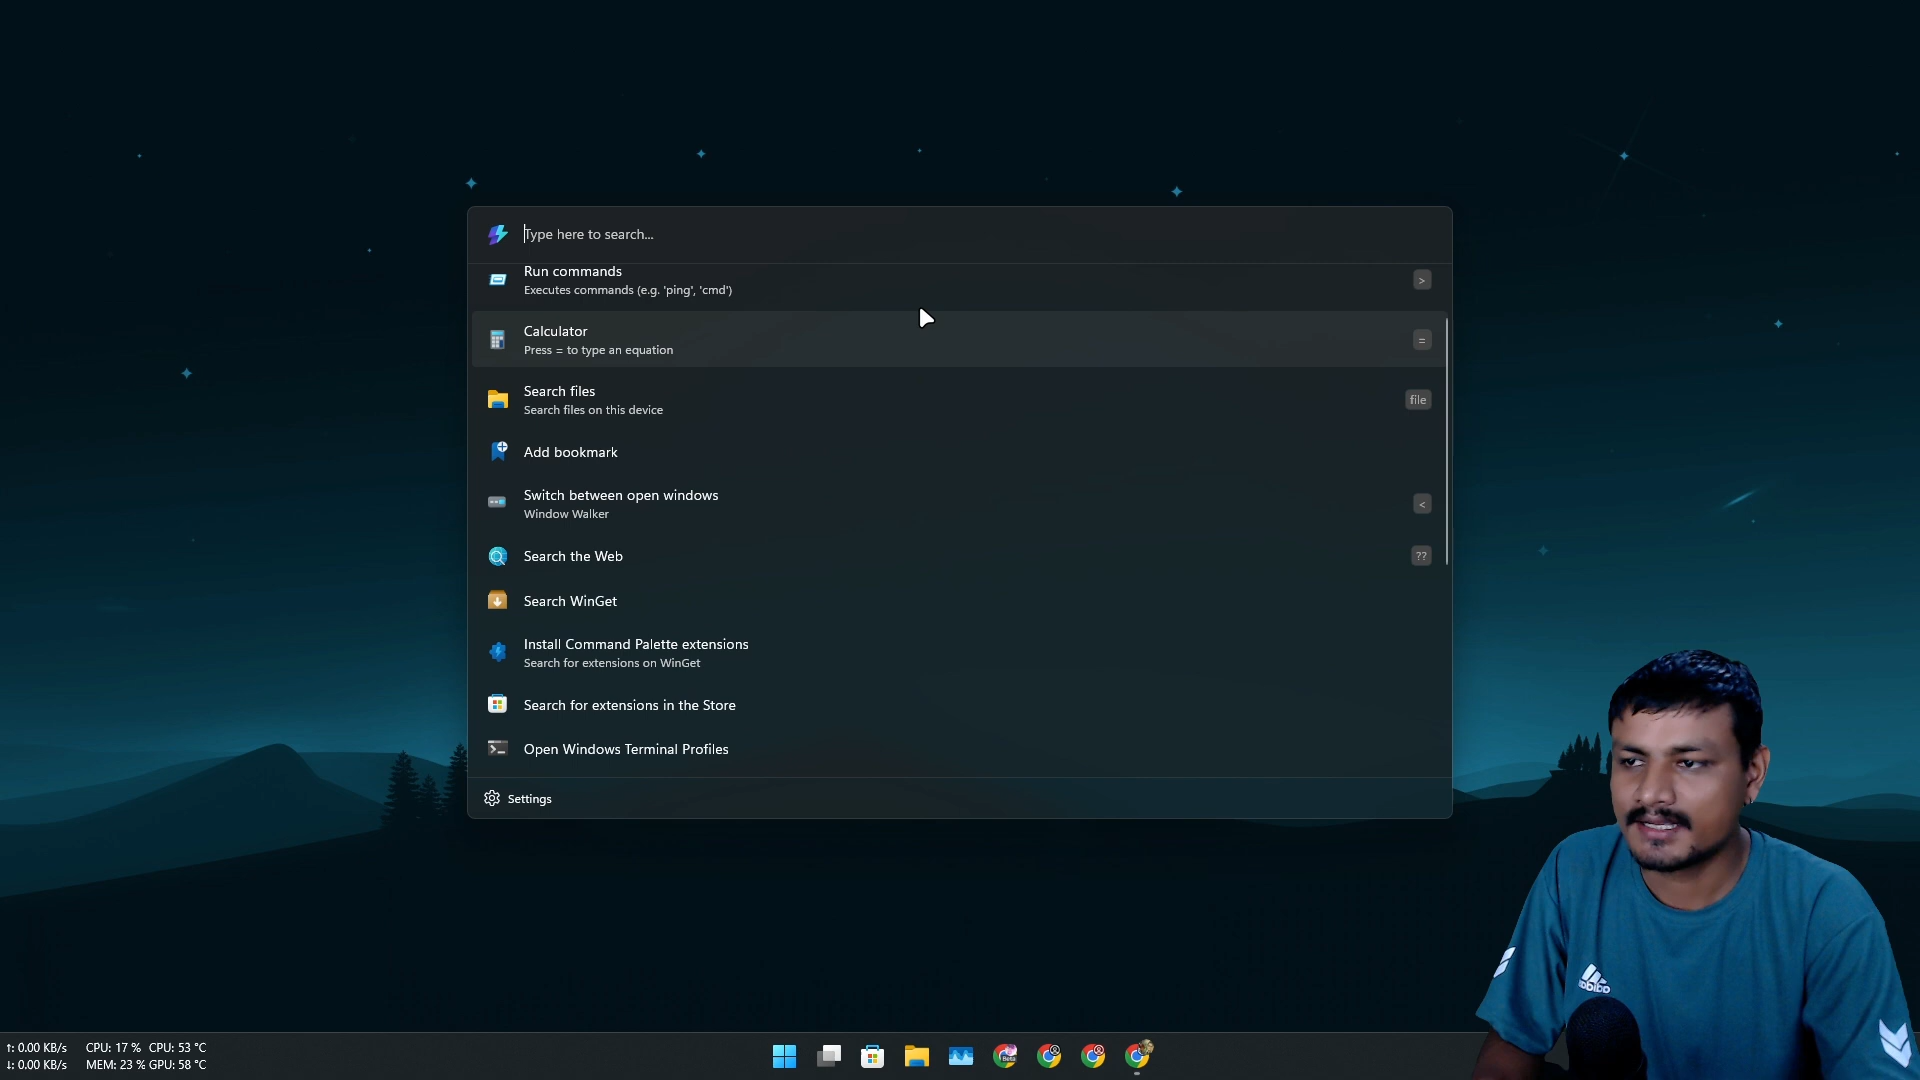 Type here to search...
Run commands
Executes commands (e.g. 'ping', 'cmd')
>
Calculator
Press = to type an equation
=
Search files
Search files on this device
file
Add bookmark
Switch between open windows
Window Walker
<
Search the Web
??
Search WinGet
Install Command Palette extensions
Search for extensions on WinGet
Search for extensions in the Store
Open Windows Terminal Profiles
Settings
adidas
↑: 0.00 KB/s CPU: 17 % CPU: 53 °C
↓: 0.00 KB/s MEM: 23 % GPU: 58 °C
Beta